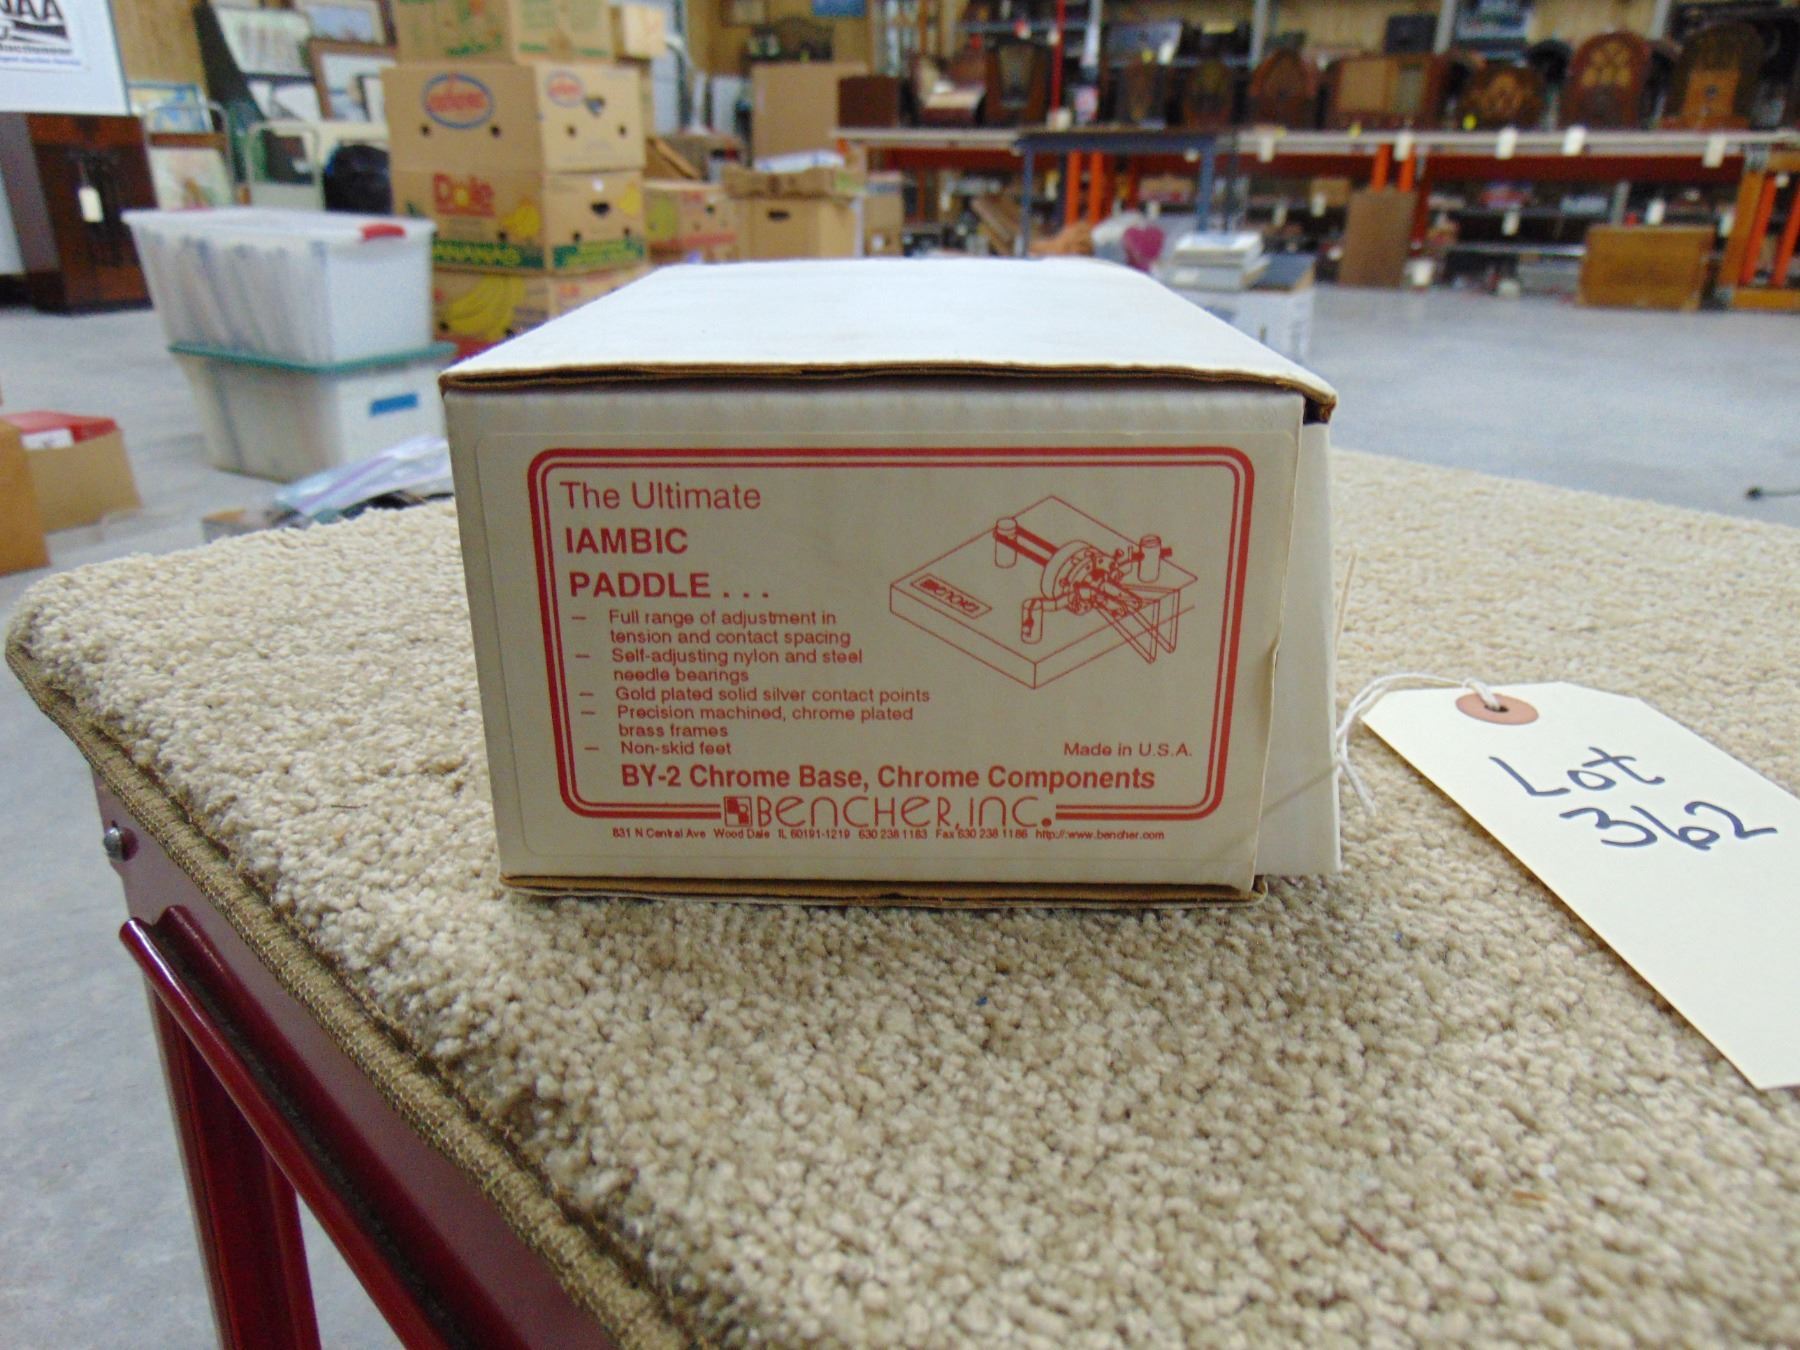 The Ultimate
IAMBIC
PADDLE . . .
— Full range of adjustment in
tension and contact spacing
— Self-adjusting nylon and steel
needle bearings
— Gold plated solid silver contact points
— Precision machined, chrome plated
brass frames
— Non-skid feet
Made in U.S.A.
BY-2 Chrome Base, Chrome Components
BENCHER, INC.
831 N Central Ave Wood Dale IL 60191-1219 630 238 1183 Fax 630 238 1186 http://www.bencher.com
BENCHER
Lot
362
Dole